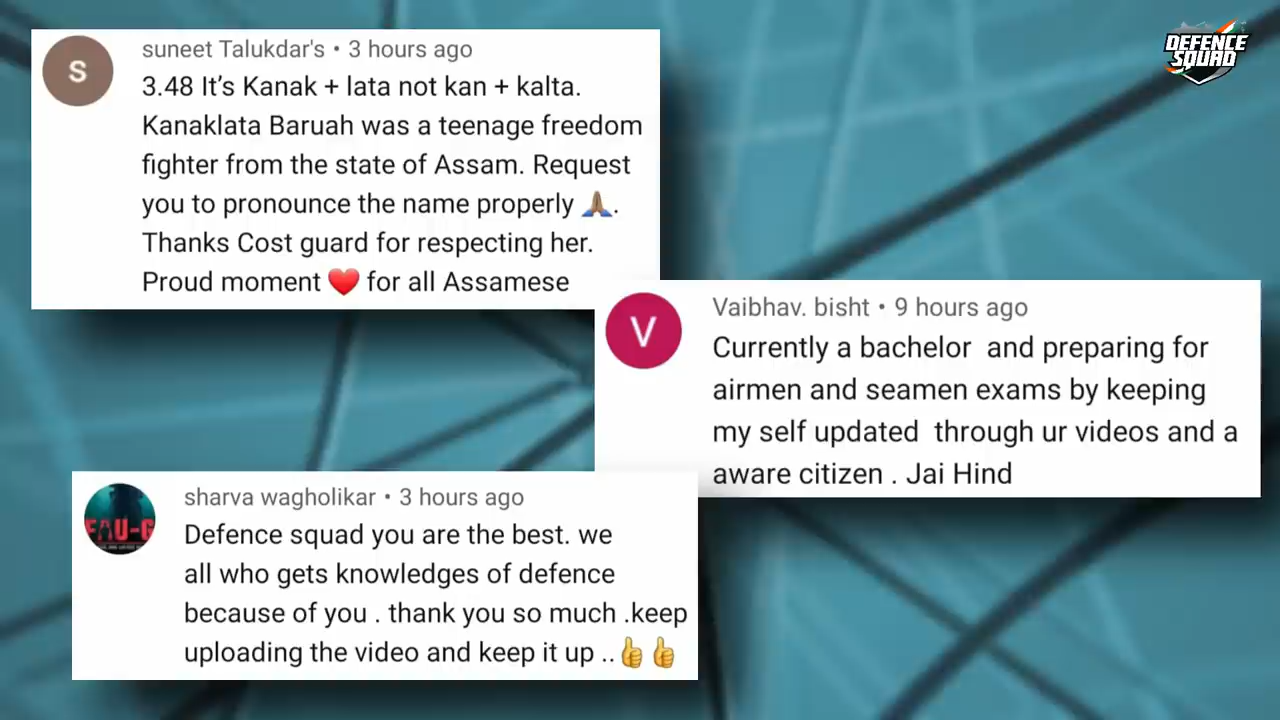 DEFENCE
SQUAD
S
suneet Talukdar's • 3 hours ago
3.48 It's Kanak + lata not kan + kalta.
Kanaklata Baruah was a teenage freedom
fighter from the state of Assam. Request
you to pronounce the name properly 🙏🏽.
Thanks Cost guard for respecting her.
Proud moment ❤️ for all Assamese
V
Vaibhav. bisht • 9 hours ago
Currently a bachelor and preparing for
airmen and seamen exams by keeping
my self updated through ur videos and a
aware citizen . Jai Hind
FAU-G
sharva wagholikar • 3 hours ago
Defence squad you are the best. we
all who gets knowledges of defence
because of you . thank you so much .keep
uploading the video and keep it up ..👍👍